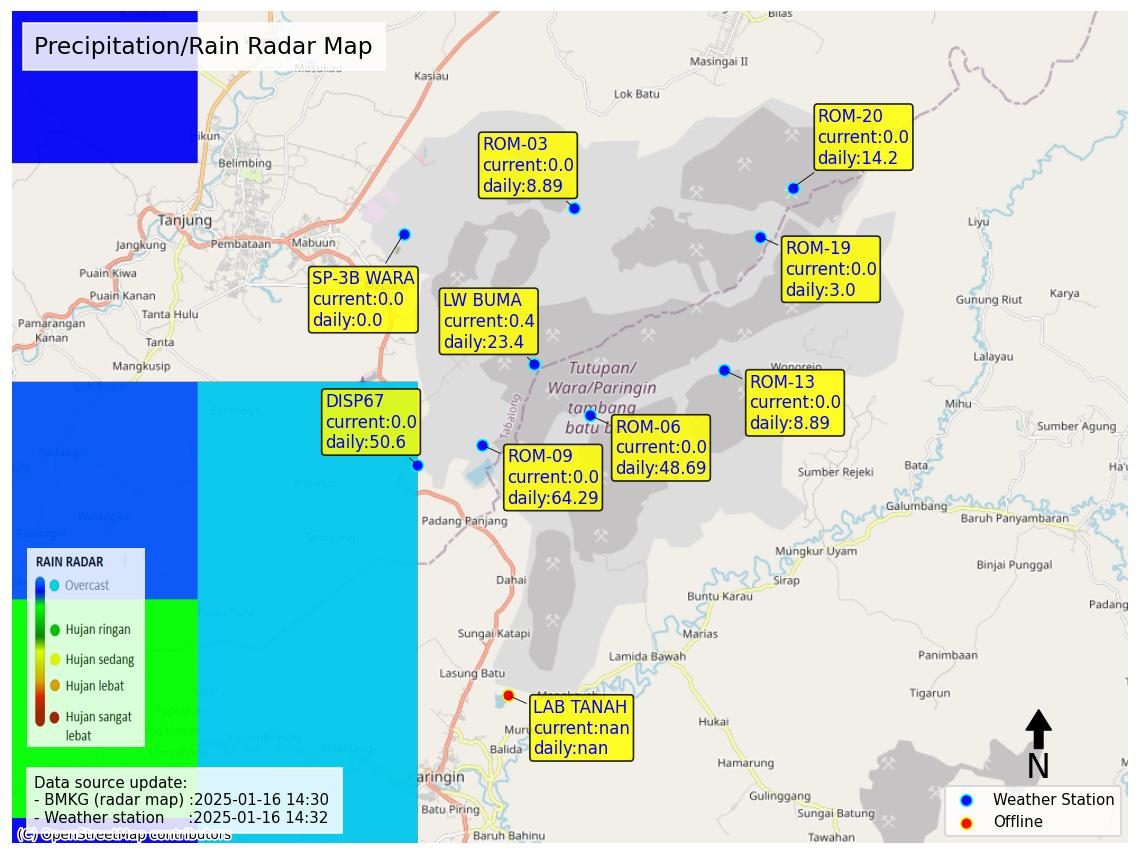 Precipitation/Rain Radar Map
Bilas
Masingai II
Kasiau
Lok Batu
Hikun
Belimbing
Tanjung
Jangkung
Pembataan
Mabuun
Puain Kiwa
Puain Kanan
Tanta Hulu
Pamarangan
Kanan
Tanta
Mangkusip
ROM-20
current:0.0
daily:14.2
ROM-03
current:0.0
daily:8.89
ROM-19
current:0.0
daily:3.0
SP-3B WARA
current:0.0
daily:0.0
LW BUMA
current:0.4
daily:23.4
Liyu
Gunung Riut
Karya
Lalayau
Mihu
Wonorejo
Tutupan/
Wara/Paringin
tambang
batu b
Tabalong
ROM-13
current:0.0
daily:8.89
DISP67
current:0.0
daily:50.6
ROM-06
current:0.0
daily:48.69
ROM-09
current:0.0
daily:64.29
Sumber Agung
Sumber Rejeki
Bata
Ha'u
Galumbang
Baruh Panyambaran
Padang Panjang
Mungkur Uyam
Binjai Punggal
Dahai
Sirap
Buntu Karau
Padang
Sungai Katapi
Marias
Lamida Bawah
Panimbaan
Lasung Batu
Tigarun
Hukai
Balida
Hamarung
Paringin
Gulinggang
Batu Piring
Sungai Batung
Baruh Bahinu
Tawahan
LAB TANAH
current:nan
daily:nan
RAIN RADAR
Overcast
Hujan ringan
Hujan sedang
Hujan lebat
Hujan sangat
lebat
Data source update:
- BMKG (radar map) :2025-01-16 14:30
- Weather station :2025-01-16 14:32
(C) OpenStreetMap contributors
N
Weather Station
Offline